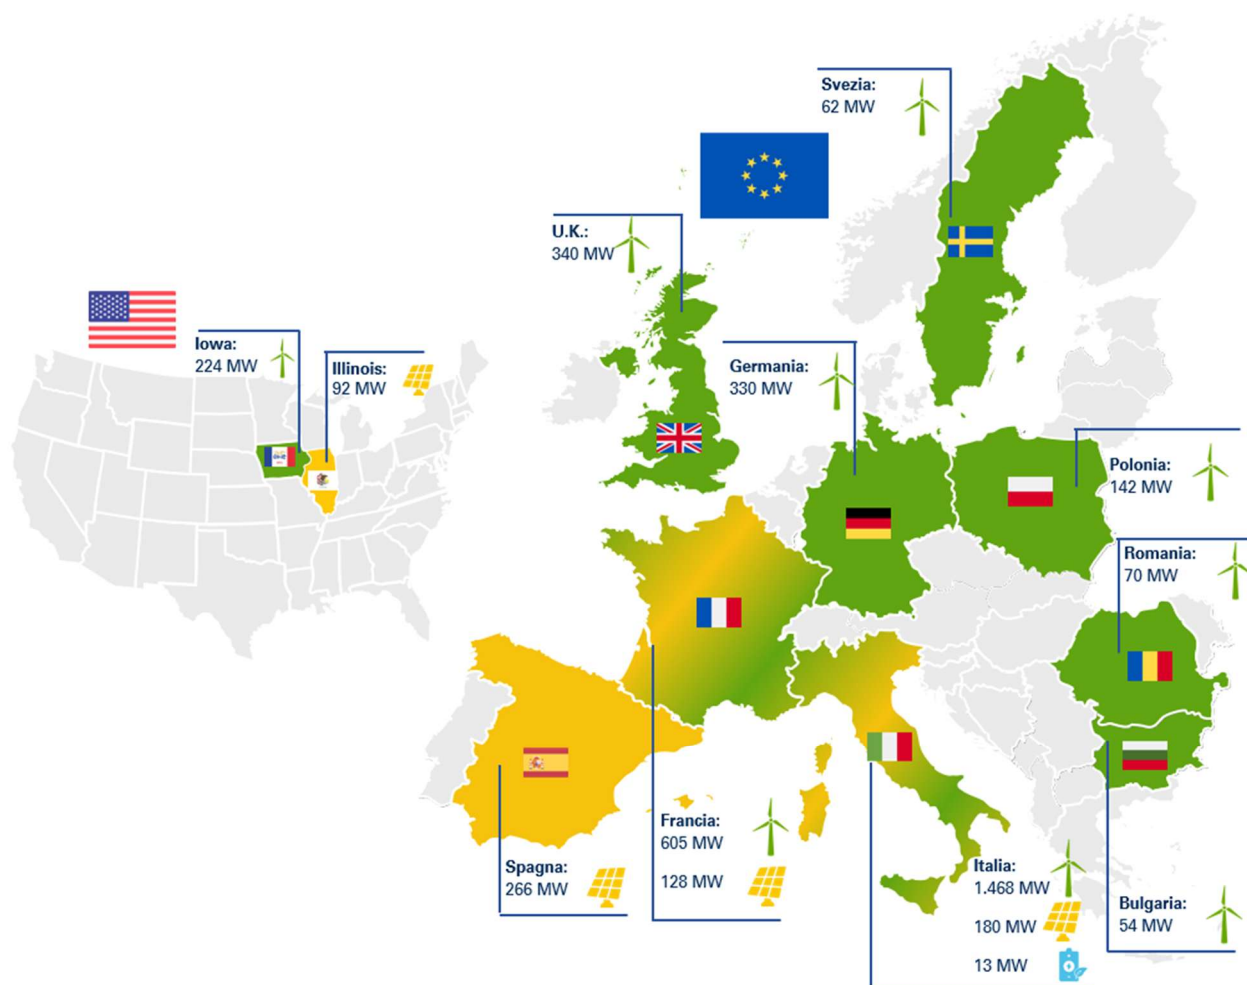 Svezia:
62 MW
U.K.:
340 MW
Iowa:
224 MW
Illinois:
92 MW
Germania:
330 MW
Polonia:
142 MW
Romania:
70 MW
Francia:
605 MW
128 MW
Spagna:
266 MW
Italia:
1.468 MW
180 MW
13 MW
Bulgaria:
54 MW